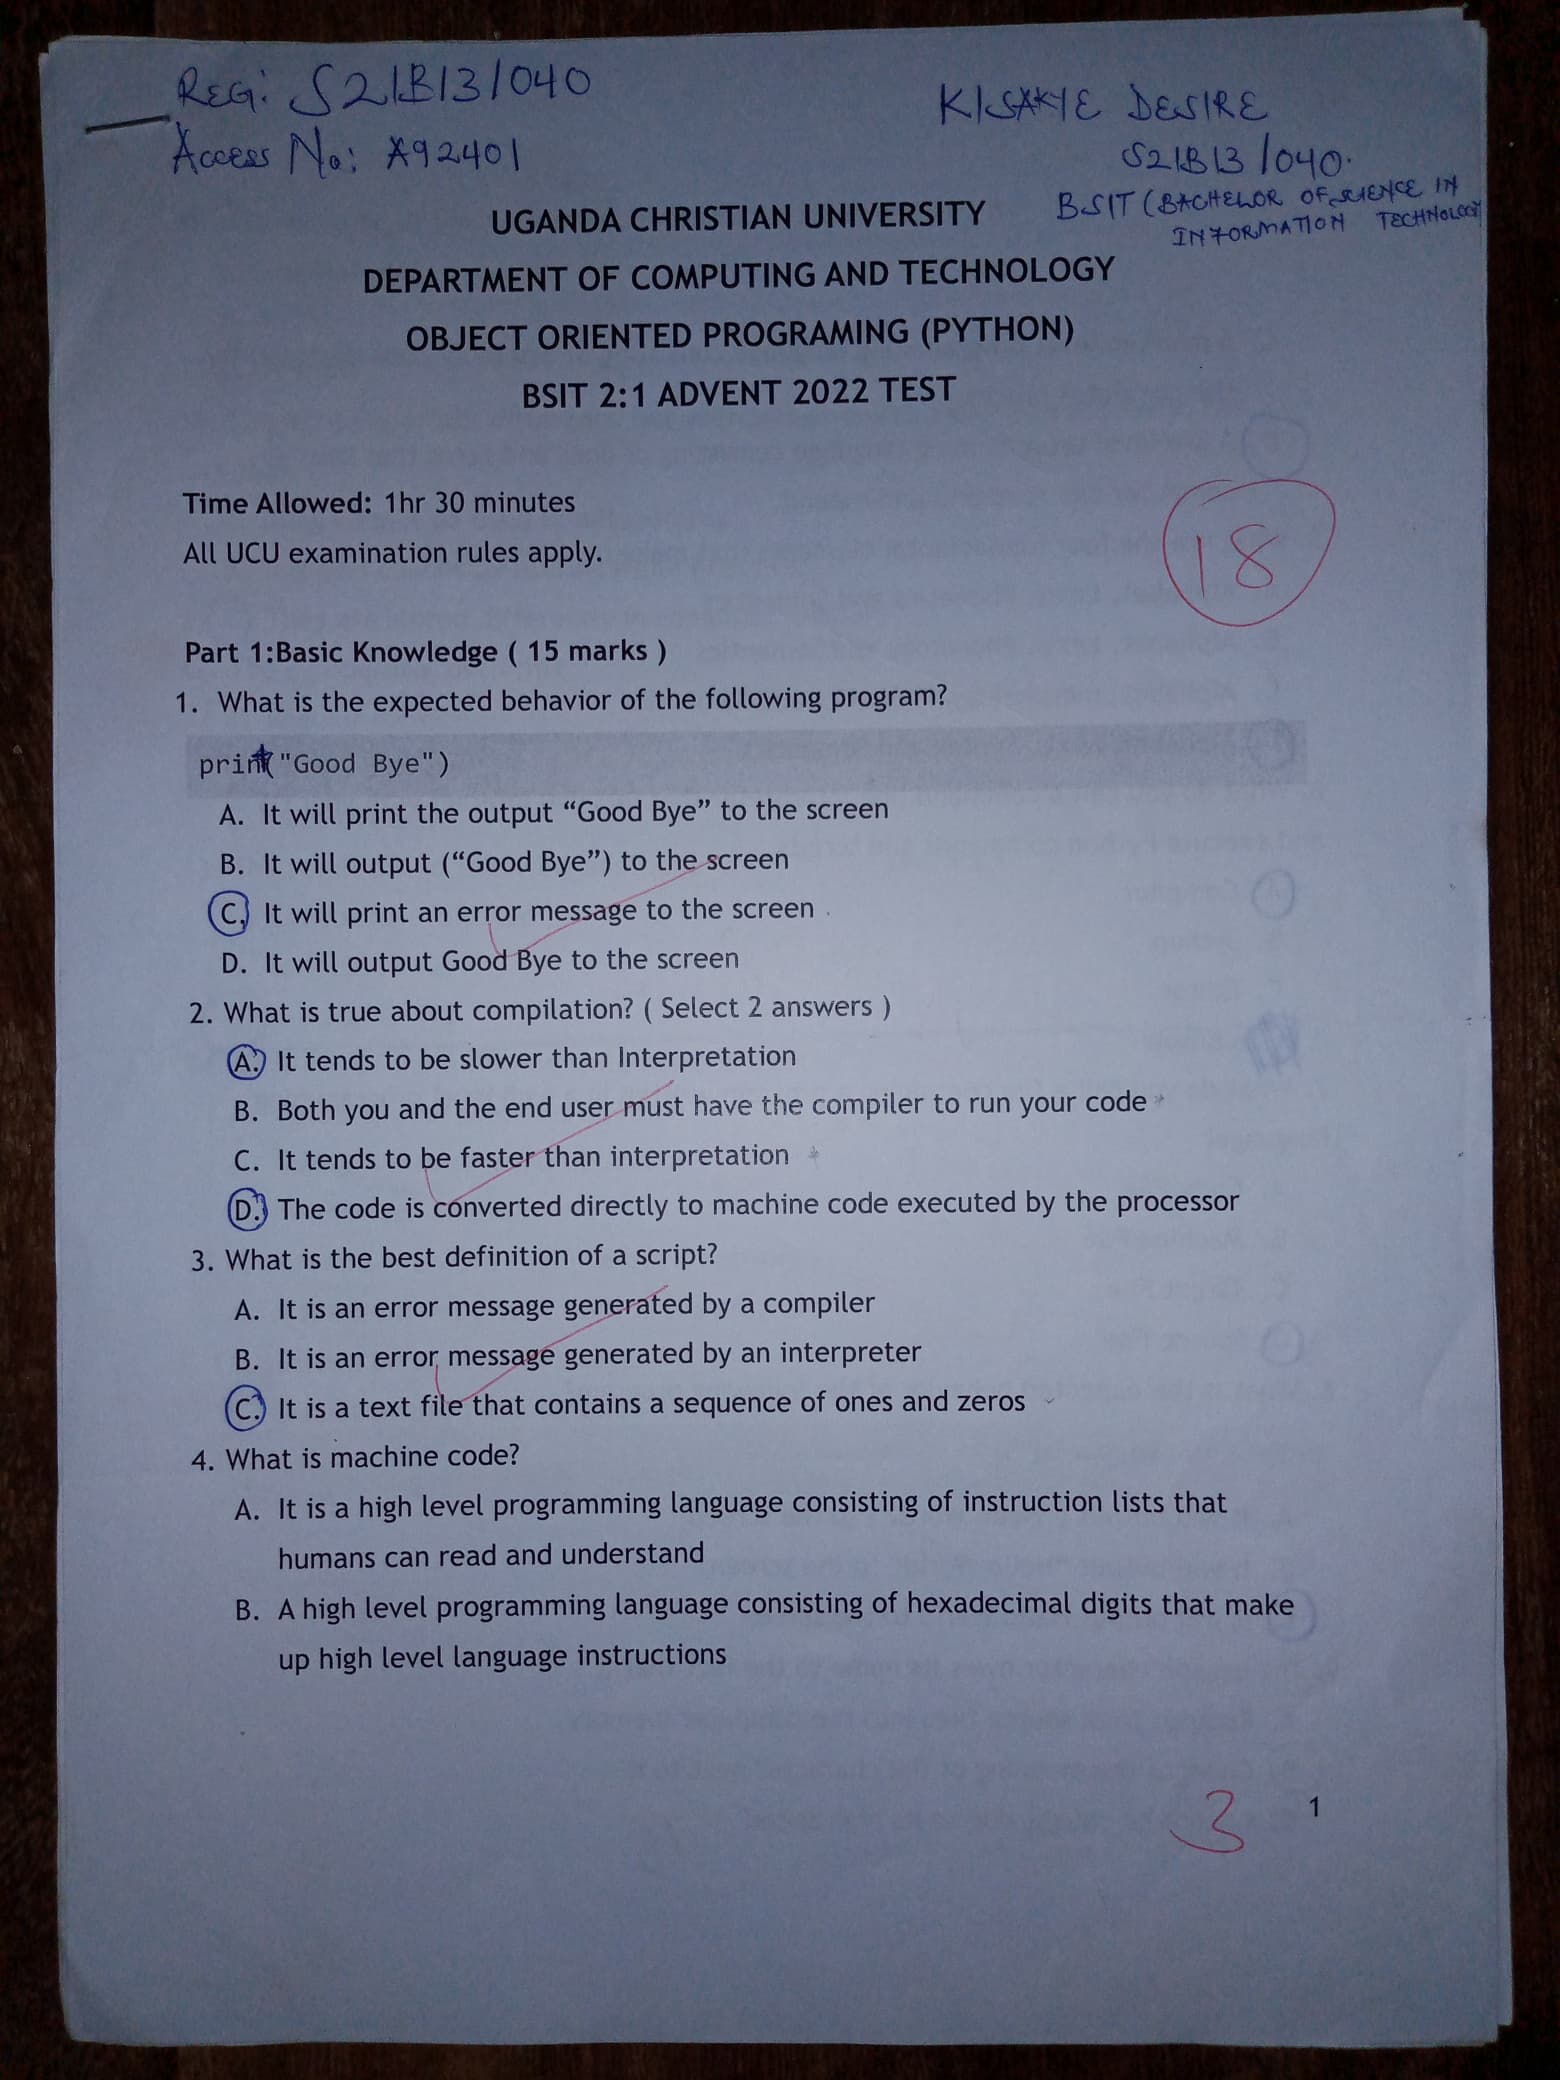 REG: S21B13/040
KISAKYE DESIRE
Access No: A92401
S21B13/040.
BSIT (BACHELOR OF SCIENCE IN
INFORMATION TECHNOLOGY
UGANDA CHRISTIAN UNIVERSITY
DEPARTMENT OF COMPUTING AND TECHNOLOGY
OBJECT ORIENTED PROGRAMING (PYTHON)
BSIT 2:1 ADVENT 2022 TEST
Time Allowed: 1hr 30 minutes
All UCU examination rules apply.
18
Part 1:Basic Knowledge ( 15 marks )
1. What is the expected behavior of the following program?
print("Good Bye")
A. It will print the output “Good Bye” to the screen
B. It will output (“Good Bye”) to the screen
C. It will print an error message to the screen
D. It will output Good Bye to the screen
2. What is true about compilation? ( Select 2 answers )
A. It tends to be slower than Interpretation
B. Both you and the end user must have the compiler to run your code
C. It tends to be faster than interpretation
D. The code is converted directly to machine code executed by the processor
3. What is the best definition of a script?
A. It is an error message generated by a compiler
B. It is an error message generated by an interpreter
C. It is a text file that contains a sequence of ones and zeros
4. What is machine code?
A. It is a high level programming language consisting of instruction lists that
humans can read and understand
B. A high level programming language consisting of hexadecimal digits that make
up high level language instructions
3
1